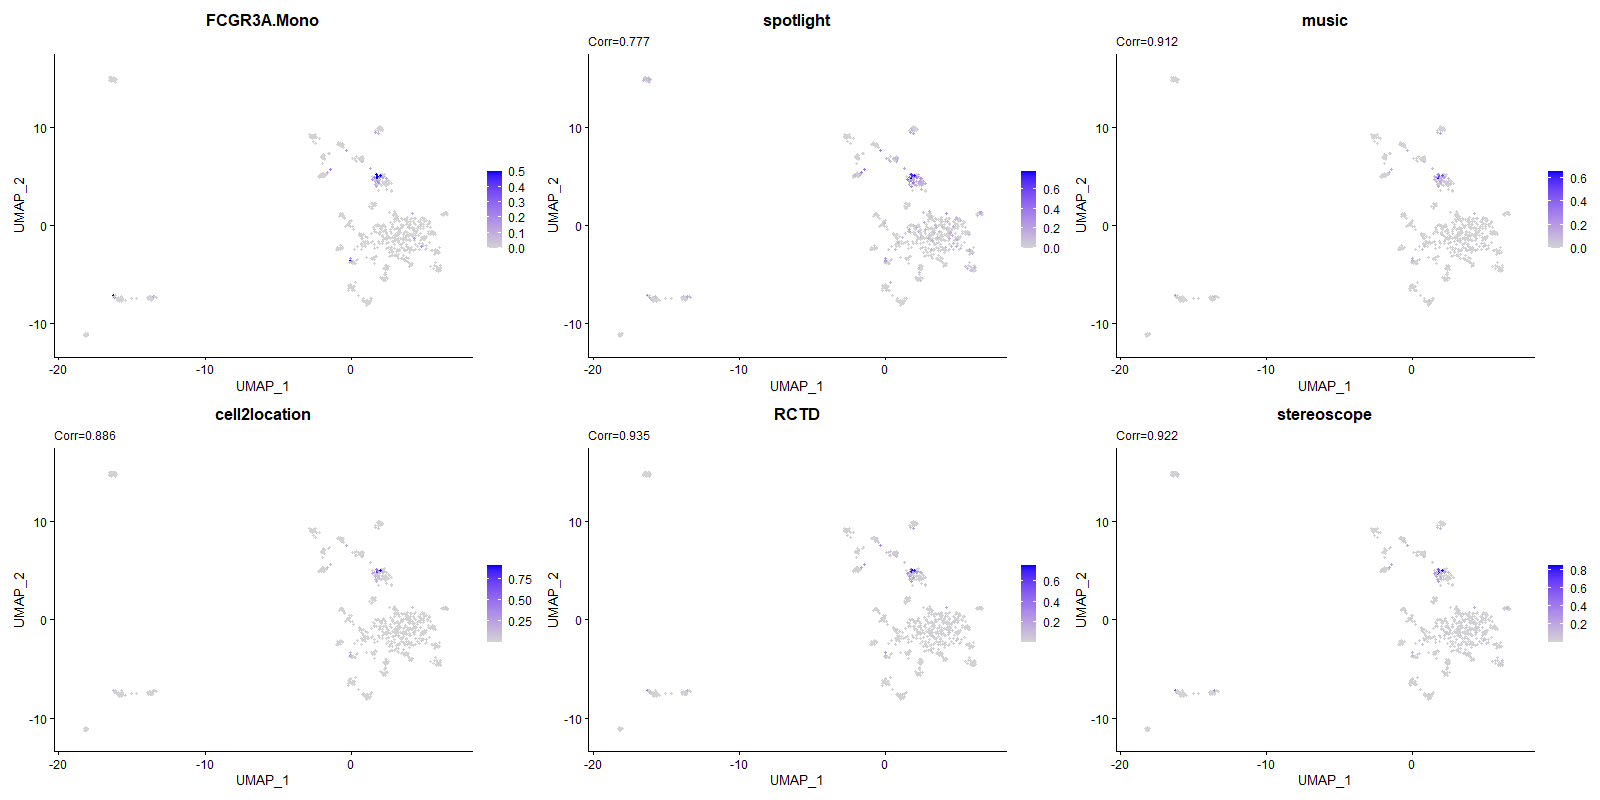 FCGR3A.Mono
UMAP_2
10
0
-10
-20
-10
0
UMAP_1
0.5
0.4
0.3
0.2
0.1
0.0
spotlight
Corr=0.777
UMAP_2
10
0
-10
-20
-10
0
UMAP_1
0.6
0.4
0.2
0.0
music
Corr=0.912
UMAP_2
10
0
-10
-20
-10
0
UMAP_1
0.6
0.4
0.2
0.0
cell2location
Corr=0.886
UMAP_2
10
0
-10
-20
-10
0
UMAP_1
0.75
0.50
0.25
RCTD
Corr=0.935
UMAP_2
10
0
-10
-20
-10
0
UMAP_1
0.6
0.4
0.2
stereoscope
Corr=0.922
UMAP_2
10
0
-10
-20
-10
0
UMAP_1
0.8
0.6
0.4
0.2